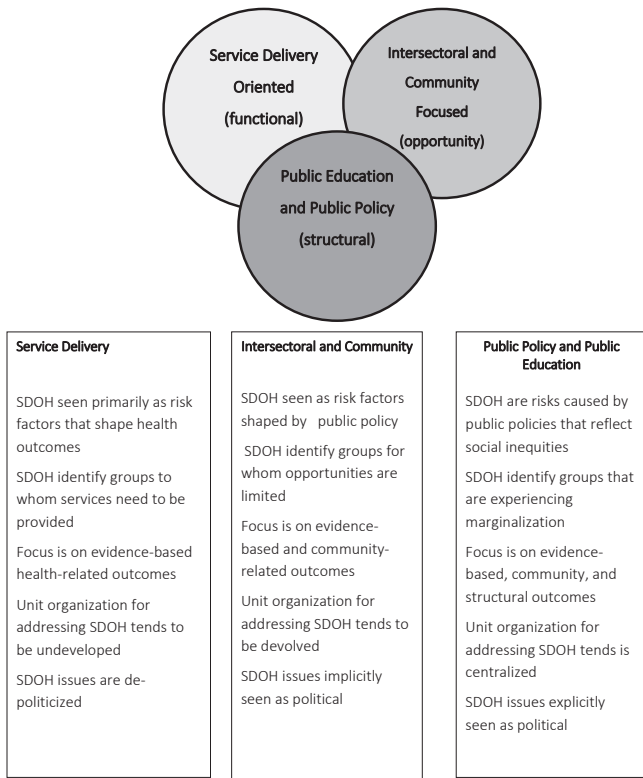 Service Delivery
Oriented
(functional)
Intersectoral and
Community
Focused
(opportunity)
Public Education
and Public Policy
(structural)
Service Delivery
SDOH seen primarily as risk
factors that shape health
outcomes
SDOH identify groups to
whom services need to be
provided
Focus is on evidence-based
health-related outcomes
Unit organization for
addressing SDOH tends to
be undeveloped
SDOH issues are de-
politicized
Intersectoral and Community
SDOH seen as risk factors
shaped by public policy
SDOH identify groups for
whom opportunities are
limited
Focus is on evidence-
based and community-
related outcomes
Unit organization for
addressing SDOH tends to
be devolved
SDOH issues implicitly
seen as political
Public Policy and Public
Education
SDOH are risks caused by
public policies that reflect
social inequities
SDOH identify groups that
are experiencing
marginalization
Focus is on evidence-
based, community, and
structural outcomes
Unit organization for
addressing SDOH tends is
centralized
SDOH issues explicitly
seen as political